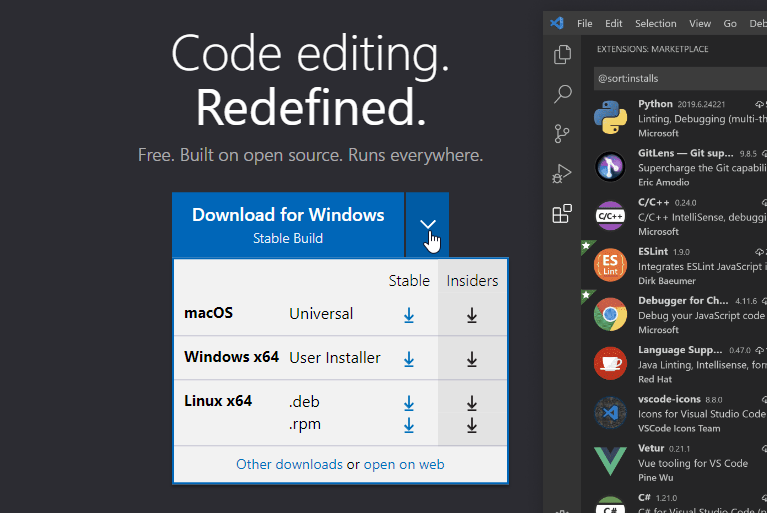 Code editing.
Redefined.
Free. Built on open source. Runs everywhere.
Download for Windows
Stable Build
Stable Insiders
macOS Universal
Windows x64 User Installer
Linux x64 .deb
.rpm
Other downloads or open on web
File Edit Selection View Go
EXTENSIONS: MARKETPLACE
@sort:installs
Python 2019.6.24221
Linting, Debugging (multi-th
Microsoft
GitLens — Git sup... 9.8.5
Supercharge the Git capabili
Eric Amodio
C/C++ 0.24.0
C/C++ IntelliSense, debuggi
Microsoft
ESLint 1.9.0
Integrates ESLint JavaScript i
Dirk Baeumer
Debugger for Ch... 4.11.6
Debug your JavaScript code
Microsoft
Language Supp... 0.47.0
Java Linting, Intellisense, for
Red Hat
vscode-icons 8.8.0
Icons for Visual Studio Code
VSCode Icons Team
Vetur 0.21.1
Vue tooling for VS Code
Pine Wu
C# 1.21.0